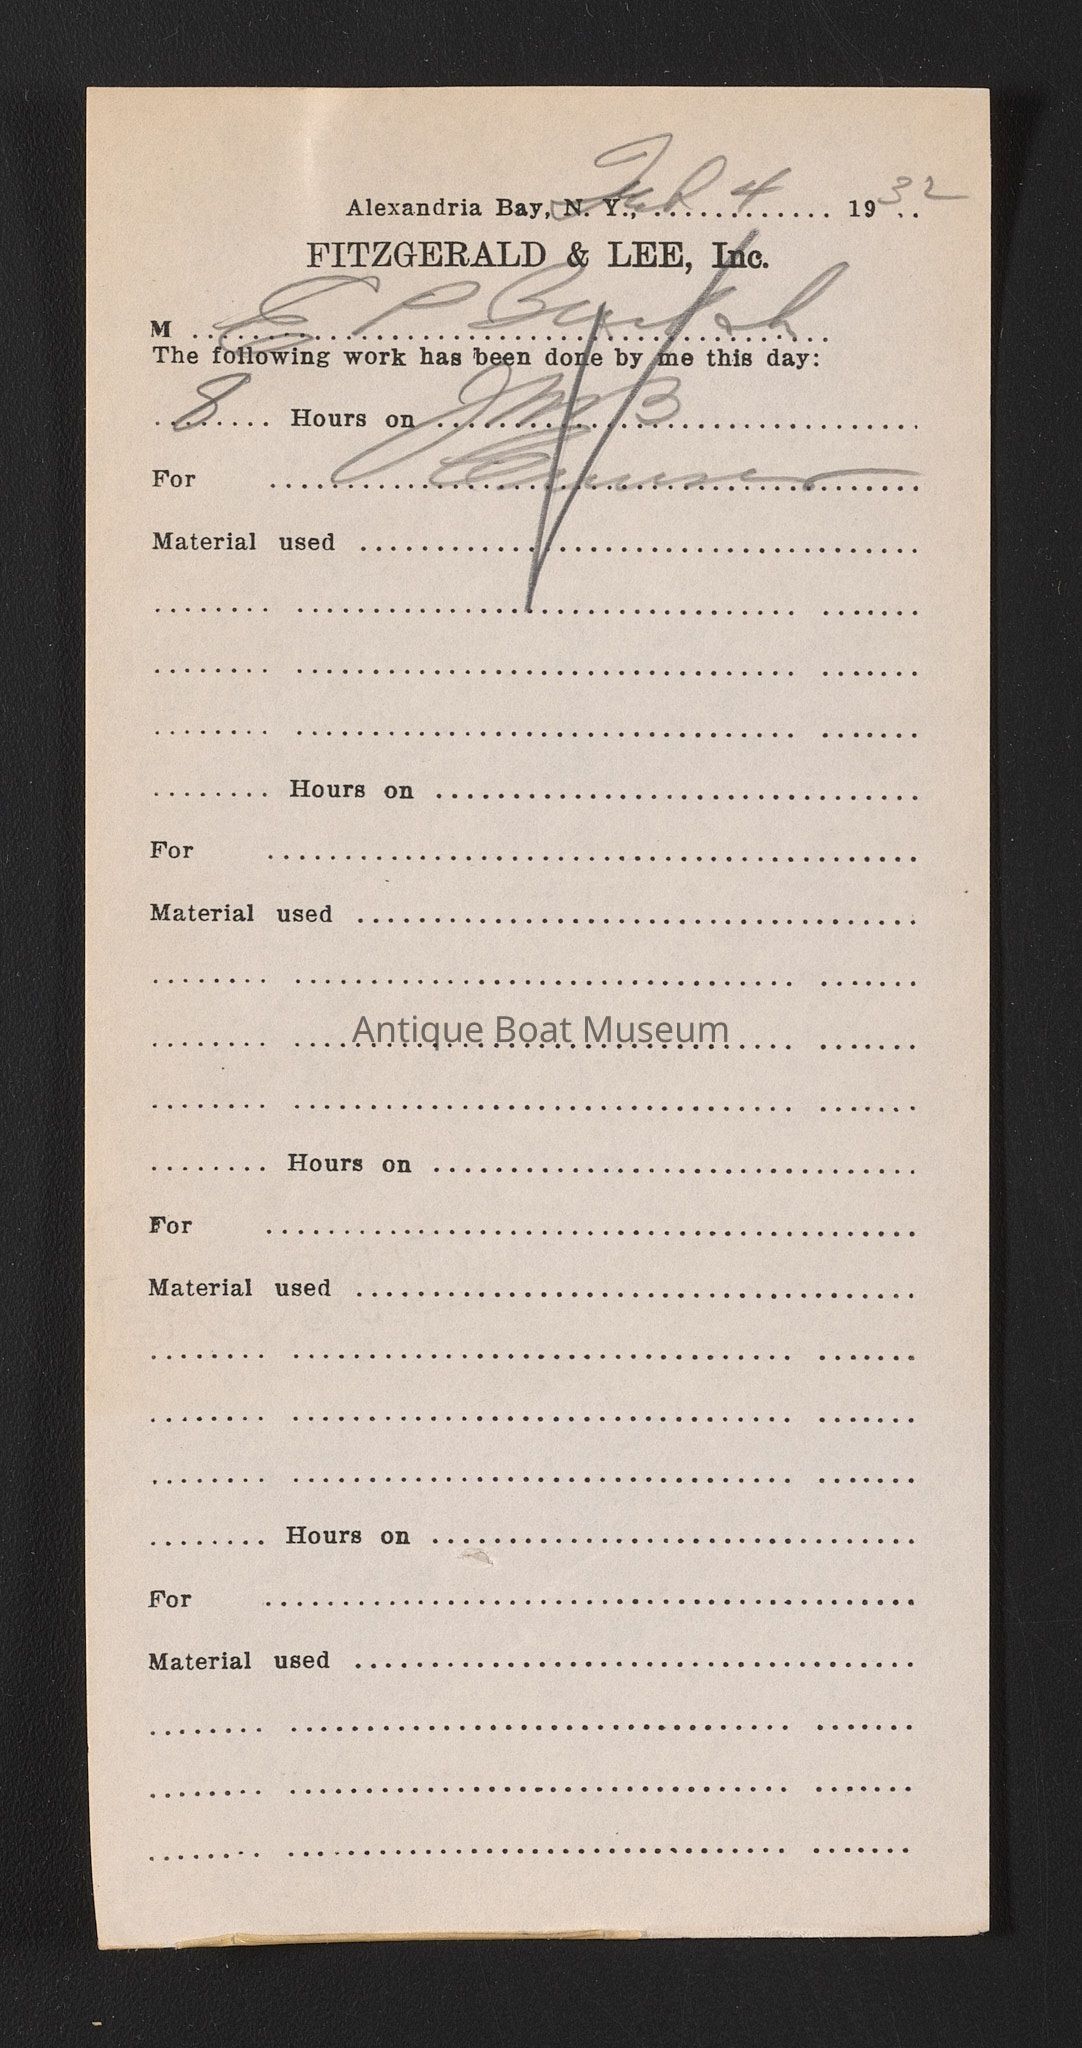 Alexandria Bay, N. Y., Feb 4 1932
FITZGERALD & LEE, Inc.
M E P
The following work has been done by me this day:
8 Hours on J M B
For Cruiser
Material used
Hours on
For
Material used
Antique Boat Museum
Hours on
For
Material used
Hours on
For
Material used